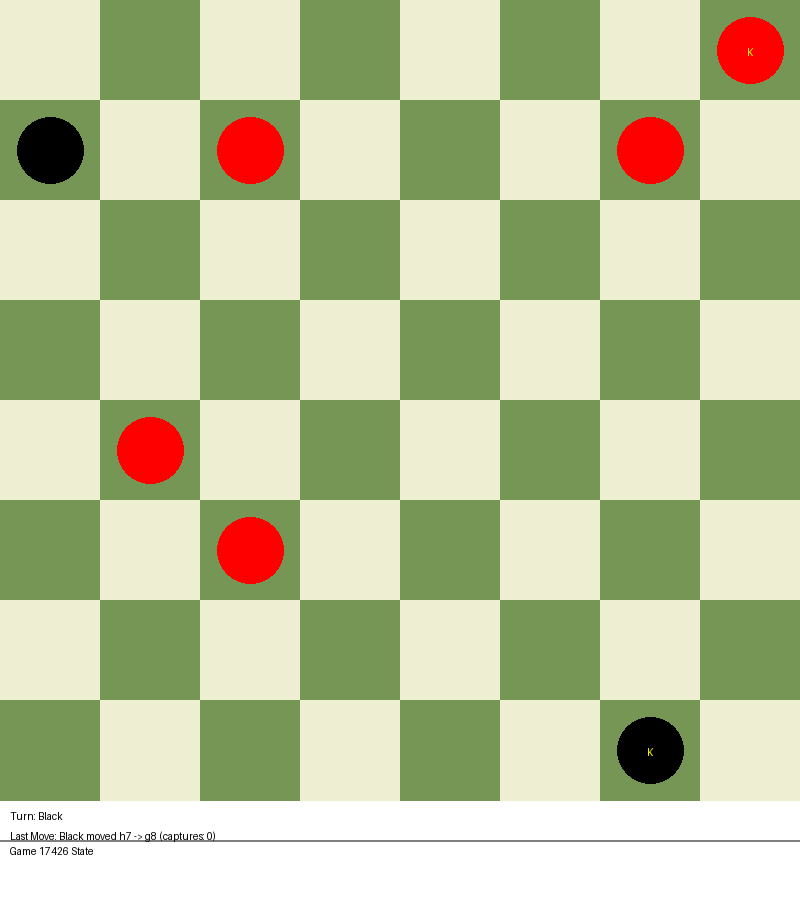 K
K
Turn: Black
Last Move: Black moved h7 -> g8 (captures: 0)
Game 17426 State